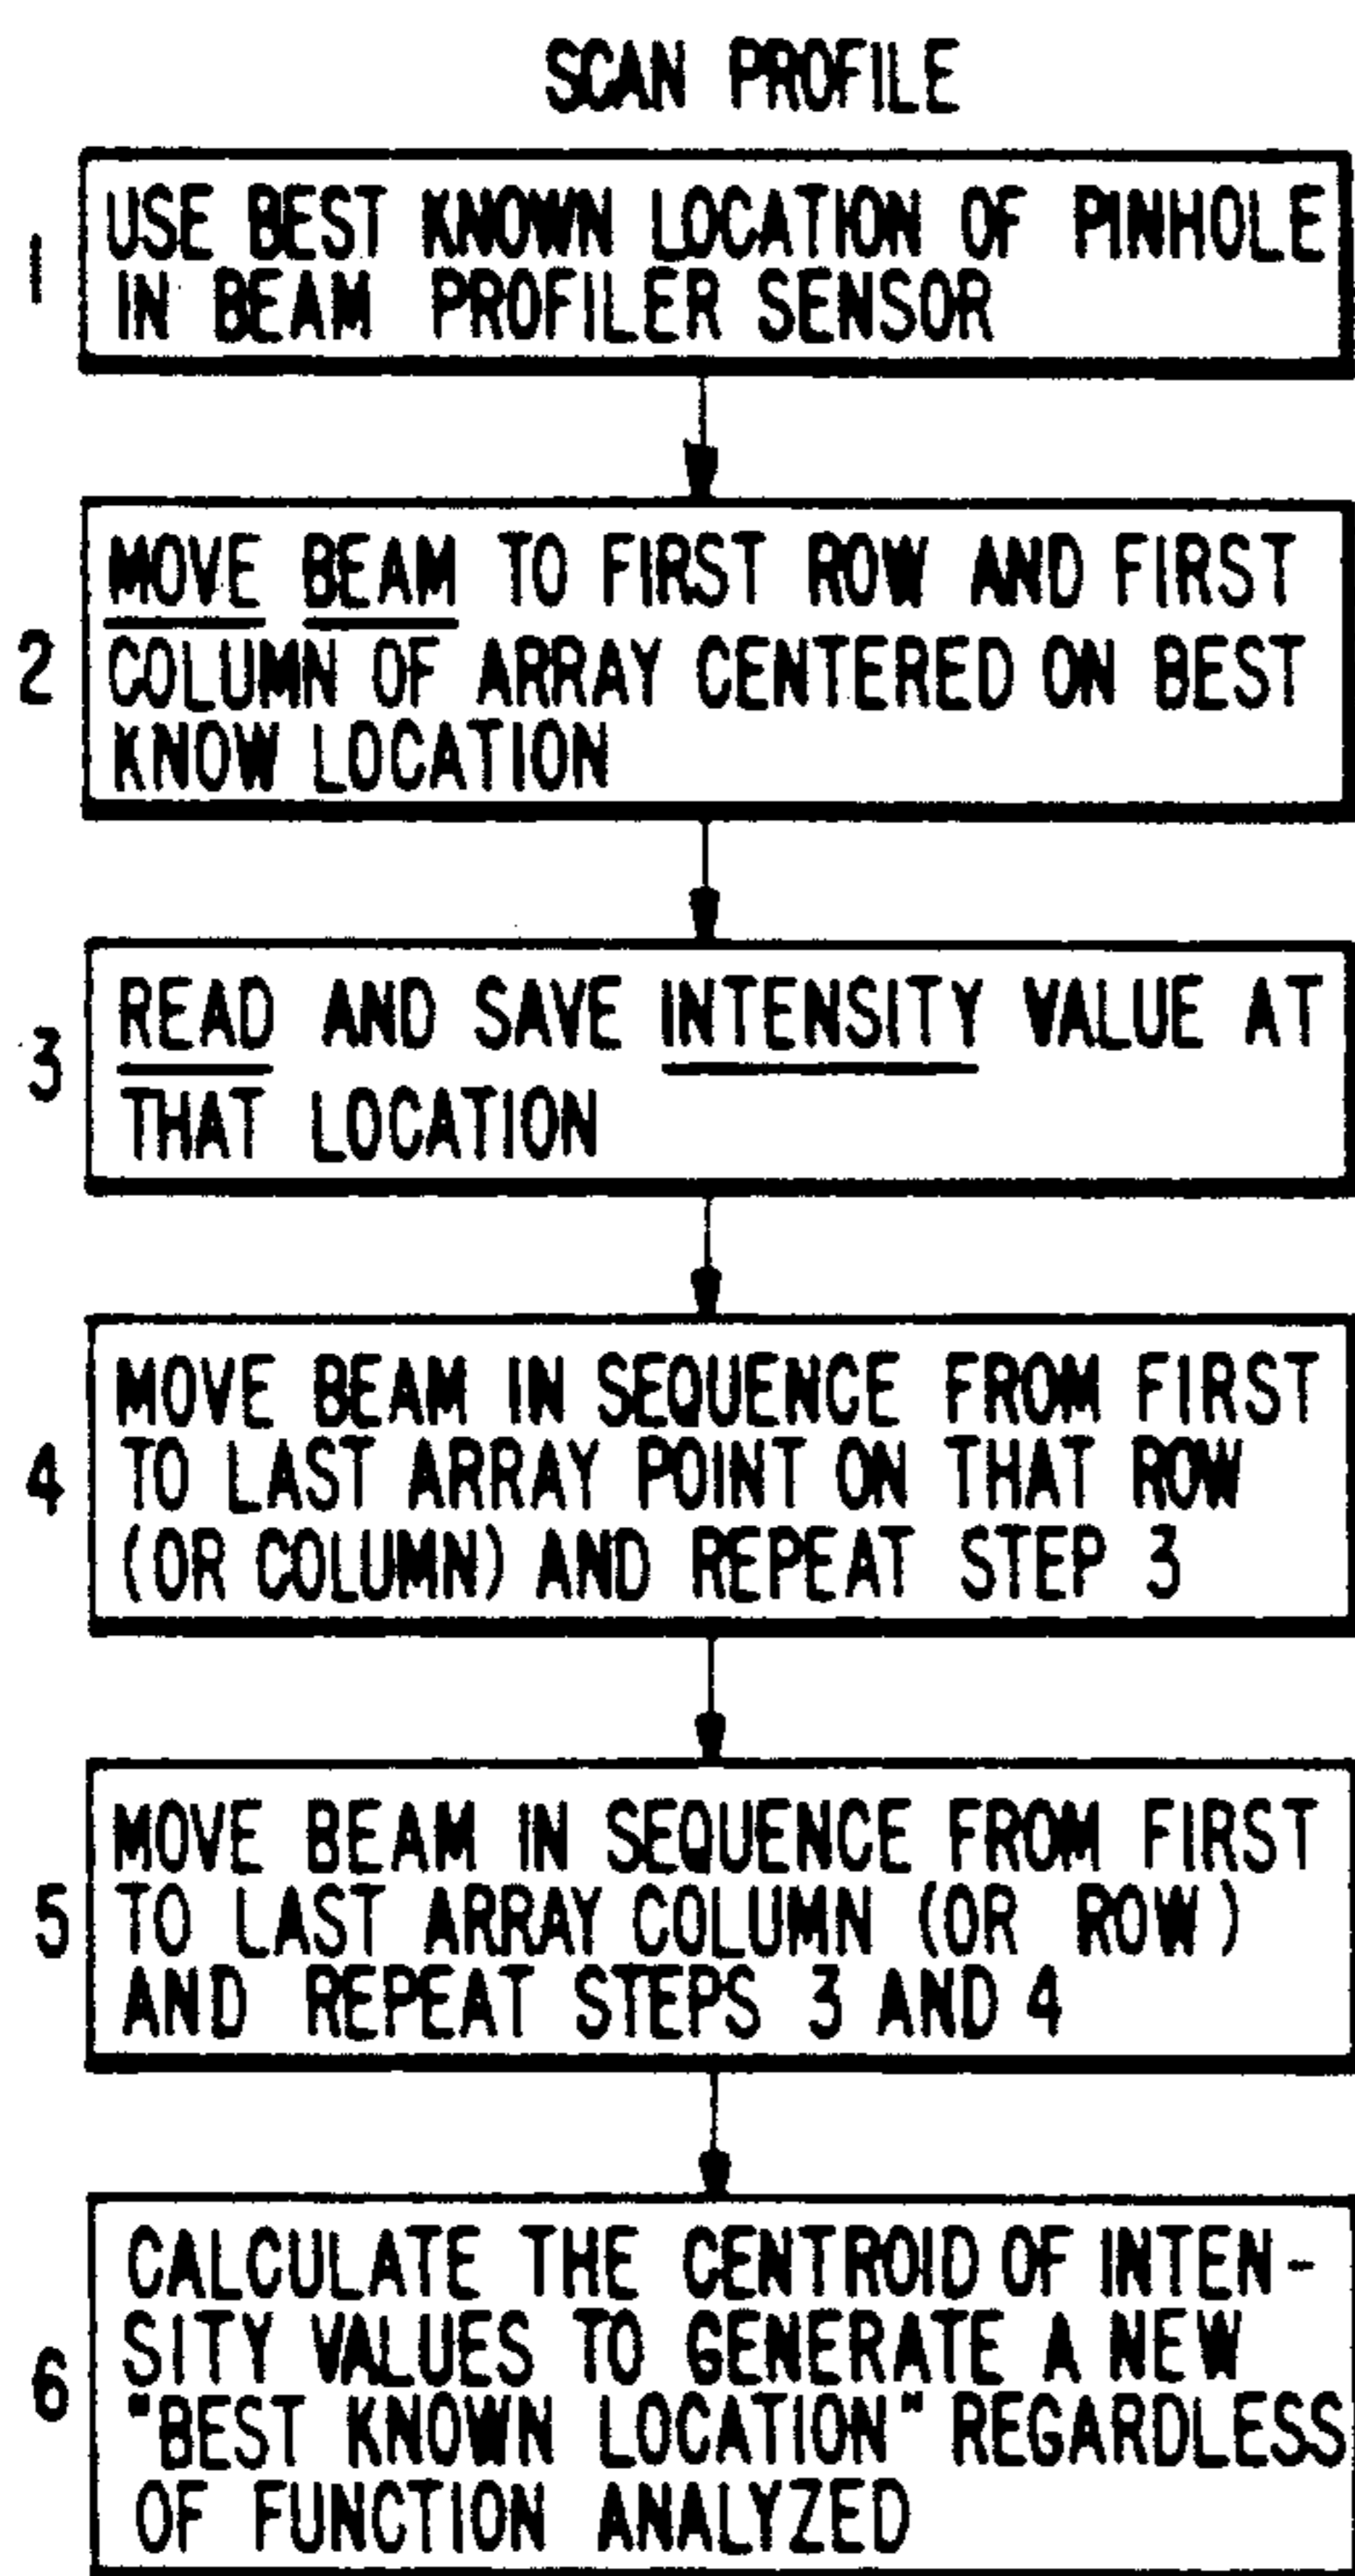 SCAN PROFILE
1
USE BEST KNOWN LOCATION OF PINHOLE
IN BEAM PROFILER SENSOR
2
MOVE BEAM TO FIRST ROW AND FIRST
COLUMN OF ARRAY CENTERED ON BEST
KNOW LOCATION
3
READ AND SAVE INTENSITY VALUE AT
THAT LOCATION
4
MOVE BEAM IN SEQUENCE FROM FIRST
TO LAST ARRAY POINT ON THAT ROW
(OR COLUMN) AND REPEAT STEP 3
5
MOVE BEAM IN SEQUENCE FROM FIRST
TO LAST ARRAY COLUMN (OR ROW)
AND REPEAT STEPS 3 AND 4
6
CALCULATE THE CENTROID OF INTEN-
SITY VALUES TO GENERATE A NEW
"BEST KNOWN LOCATION" REGARDLESS
OF FUNCTION ANALYZED